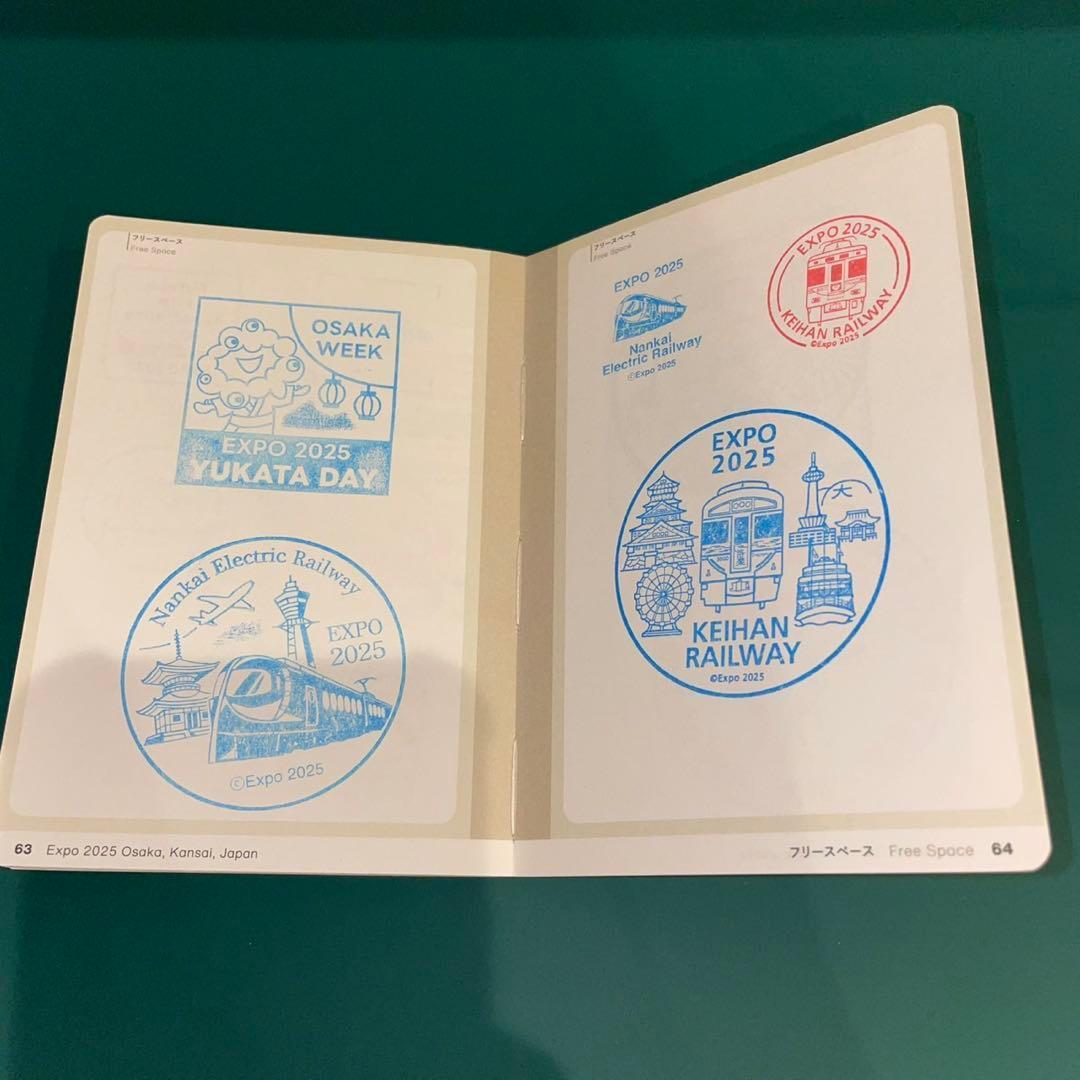 フリースペース
Free Space
OSAKA
WEEK
EXPO 2025
YUKATA DAY
Nankai Electric Railway
EXPO
2025
©Expo 2025
63 Expo 2025 Osaka, Kansai, Japan
フリースペース
Free Space
EXPO 2025
Nankai
Electric Railway
©Expo 2025
EXPO 2025
KEIHAN RAILWAY
©Expo 2025
EXPO
2025
大
KEIHAN
RAILWAY
©Expo 2025
フリースペース Free Space 64